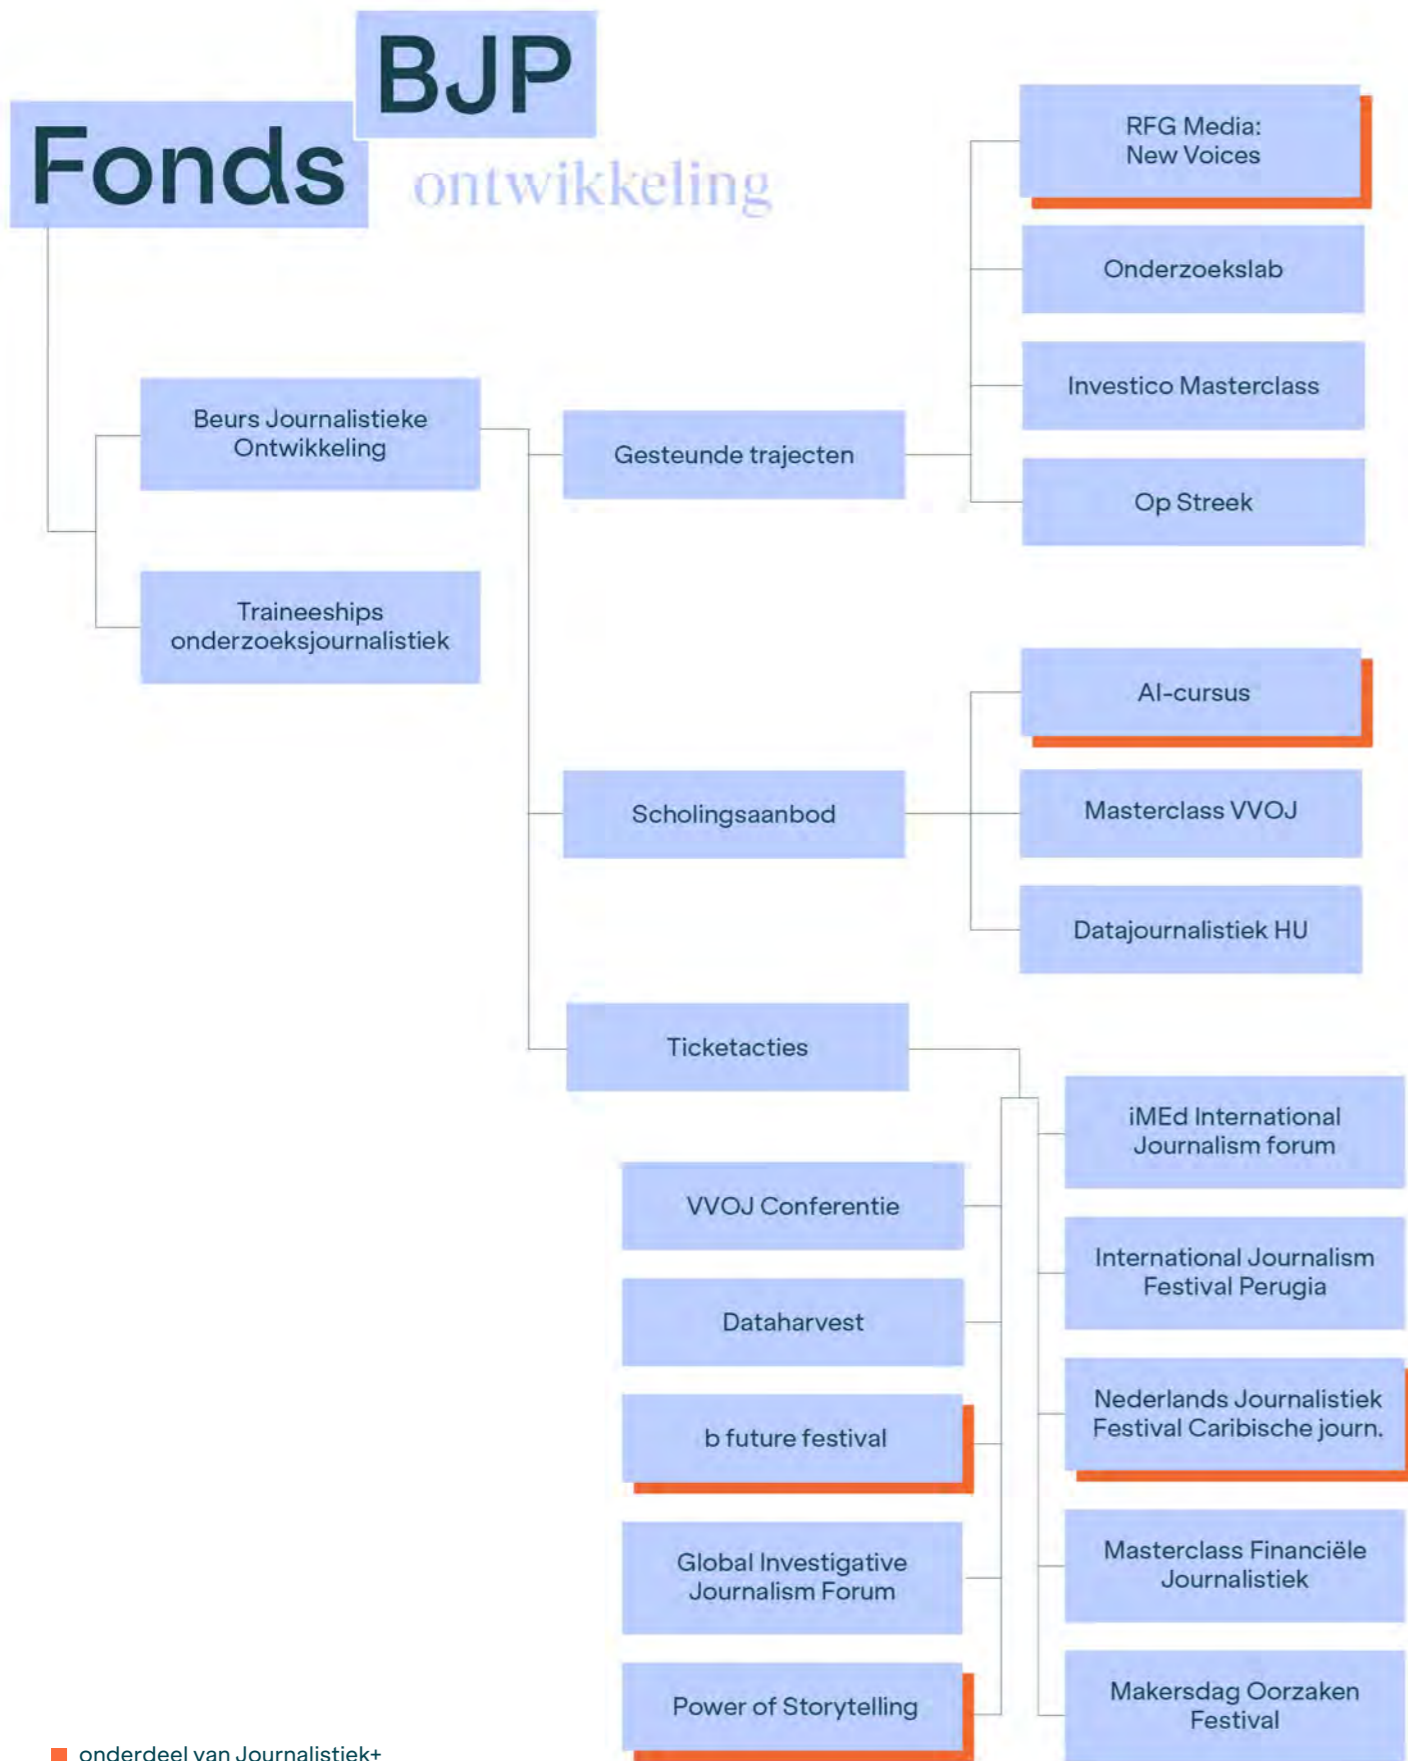 BJP
Fonds
ontwikkeling
RFG Media:
New Voices
Onderzoekslab
Investico Masterclass
Op Streek
Beurs Journalistieke
Ontwikkeling
Gesteunde trajecten
Traineeships
onderzoeksjournalistiek
AI-cursus
Masterclass VVOJ
Datajournalistiek HU
Scholingsaanbod
Ticketacties
VVOJ Conferentie
Dataharvest
b future festival
Global Investigative
Journalism Forum
Power of Storytelling
iMEd International
Journalism forum
International Journalism
Festival Perugia
Nederlands Journalistiek
Festival Caribische journ.
Masterclass Financiële
Journalistiek
Makersdag Oorzaken
Festival
onderdeel van Journalistiek+